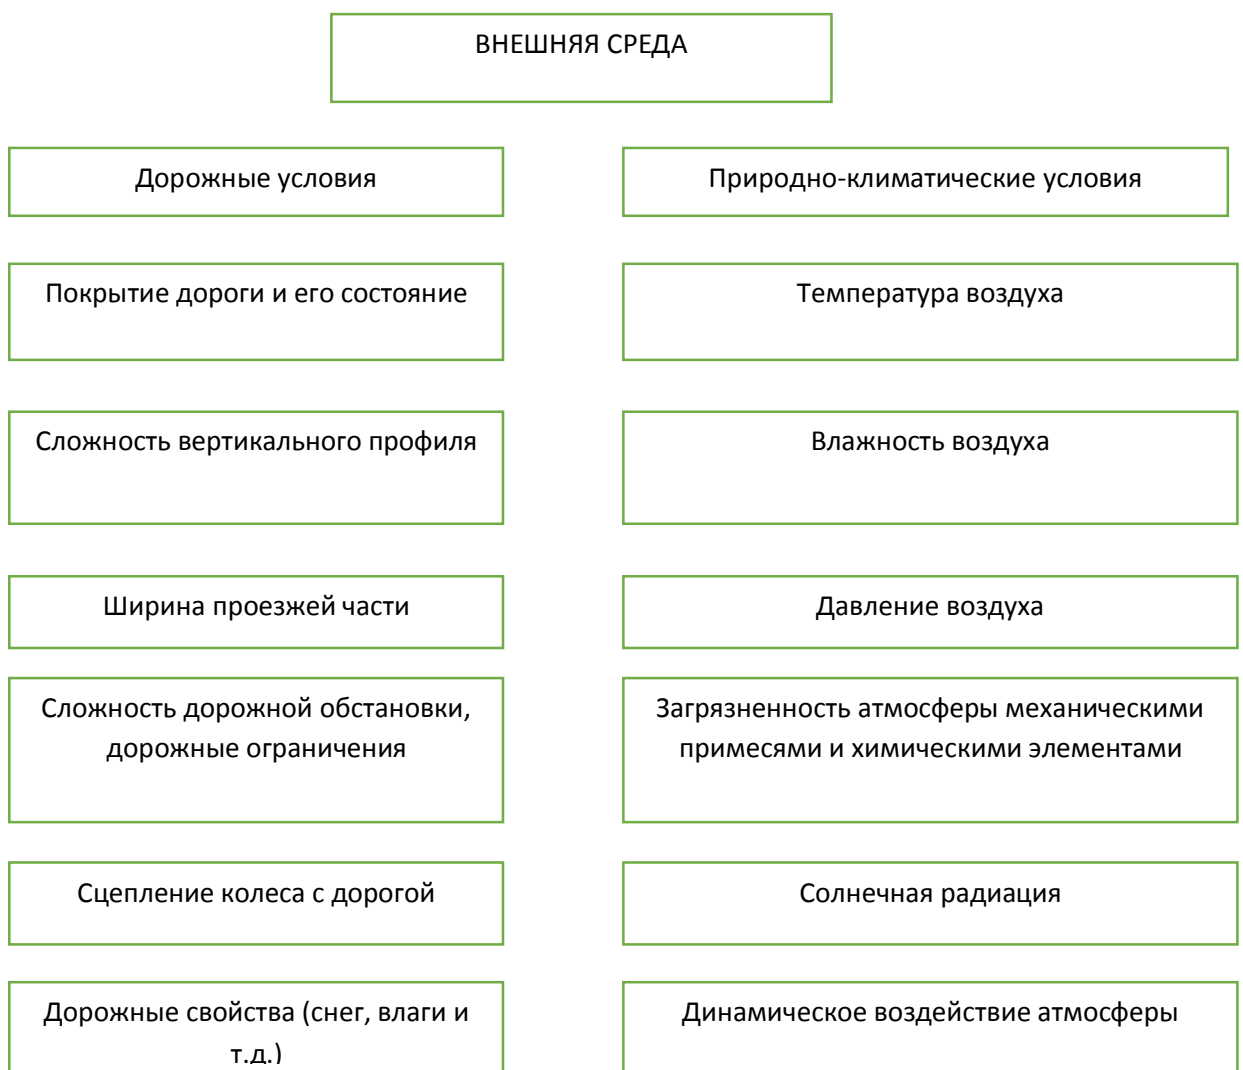 ВНЕШНЯЯ СРЕДА
Дорожные условия
Природно-климатические условия
Покрытие дороги и его состояние
Температура воздуха
Сложность вертикального профиля
Влажность воздуха
Ширина проезжей части
Давление воздуха
Сложность дорожной обстановки,
дорожные ограничения
Загрязненность атмосферы механическими
примесями и химическими элементами
Сцепление колеса с дорогой
Солнечная радиация
Дорожные свойства (снег, влаги и
т.д.)
Динамическое воздействие атмосферы